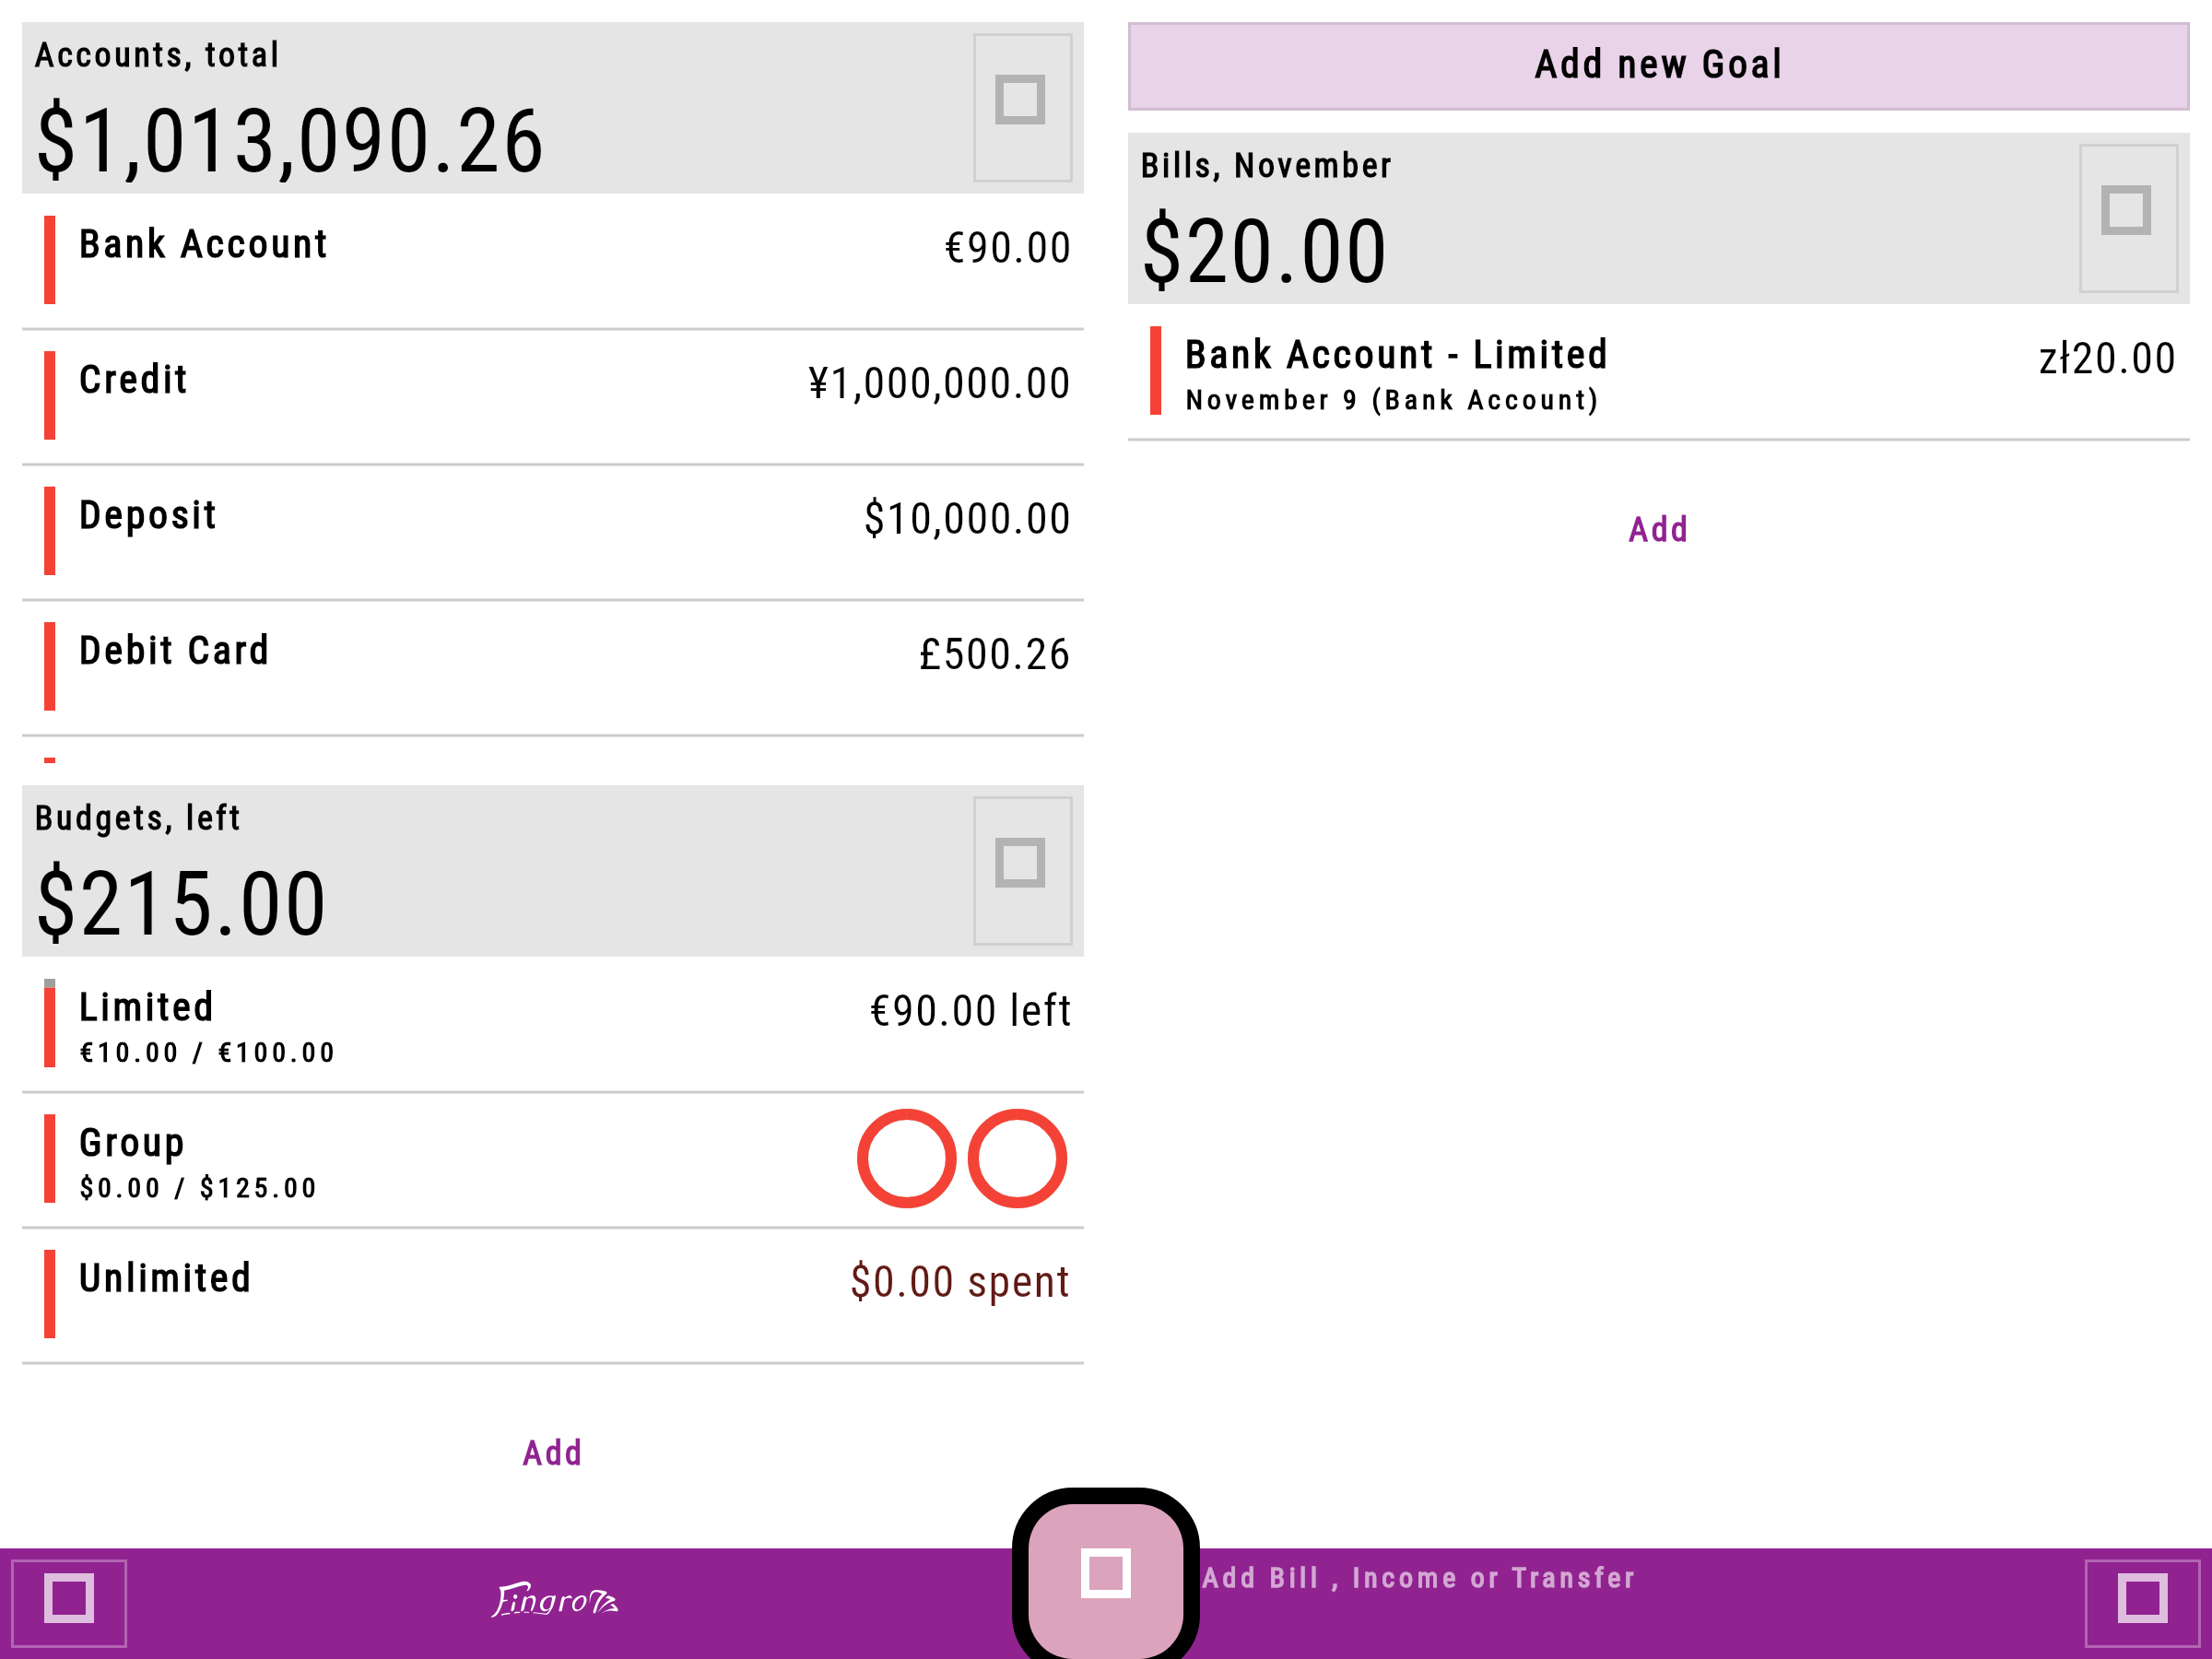 Accounts, total
$1,013,090.26
Bank Account €90.00
Credit ¥1,000,000.00
Deposit $10,000.00
Debit Card £500.26
Budgets, left
$215.00
Limited €90.00 left
€10.00 / €100.00
Group
$0.00 / $125.00
Unlimited $0.00 spent
Add
Add new Goal
Bills, November
$20.00
Bank Account - Limited zł20.00
November 9 (Bank Account)
Add
Fingro
Add Bill , Income or Transfer